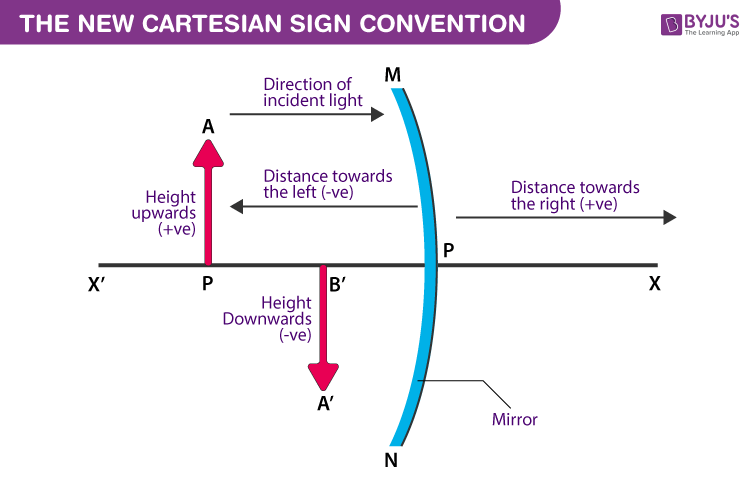 THE NEW CARTESIAN SIGN CONVENTION
BYJU'S
The Learning App
M
Direction of
incident light
A
Distance towards
the left (-ve)
Distance towards
the right (+ve)
Height
upwards
(+ve)
P
X'
P
B'
X
Height
Downwards
(-ve)
A'
Mirror
N